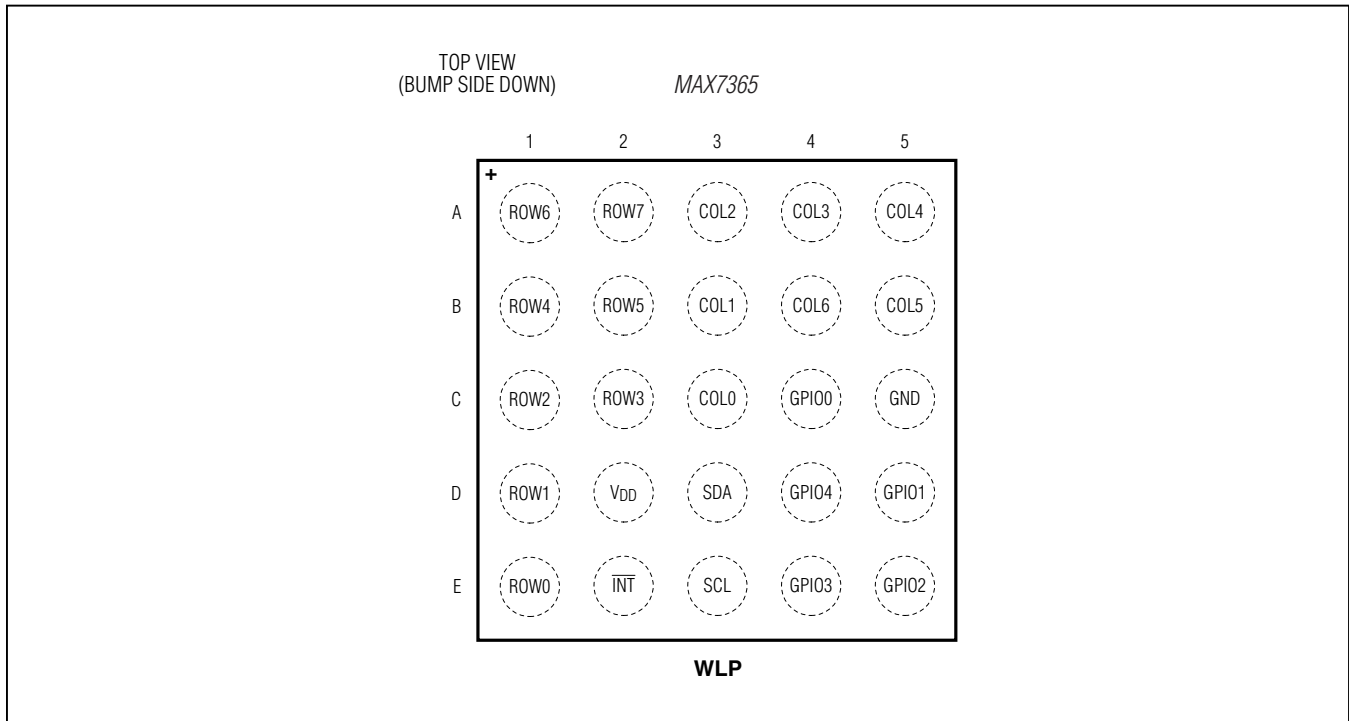 TOP VIEW
(BUMP SIDE DOWN)
MAX7365
1 2 3 4 5
+
A ROW6 ROW7 COL2 COL3 COL4
B ROW4 ROW5 COL1 COL6 COL5
C ROW2 ROW3 COL0 GPIO0 GND
D ROW1 VDD SDA GPIO4 GPIO1
E ROW0 I̅N̅T̅ SCL GPIO3 GPIO2
WLP